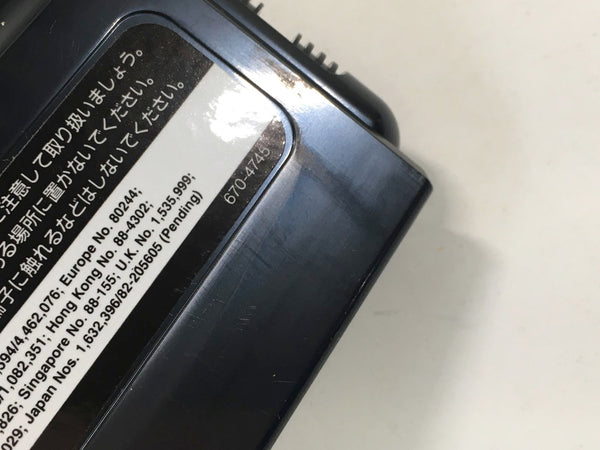 注意して取り扱いましょう。
る場所に置かないでください。
子に触れるなどはしないでください。
670-4745
394/4,462,076; Europe No. 80244;
/1,082,351; Hong Kong No. 88-4302;
,826; Singapore No. 88-155; U.K. No. 1,535,999;
029; Japan Nos. 1,632,396/82-205605 (Pending)